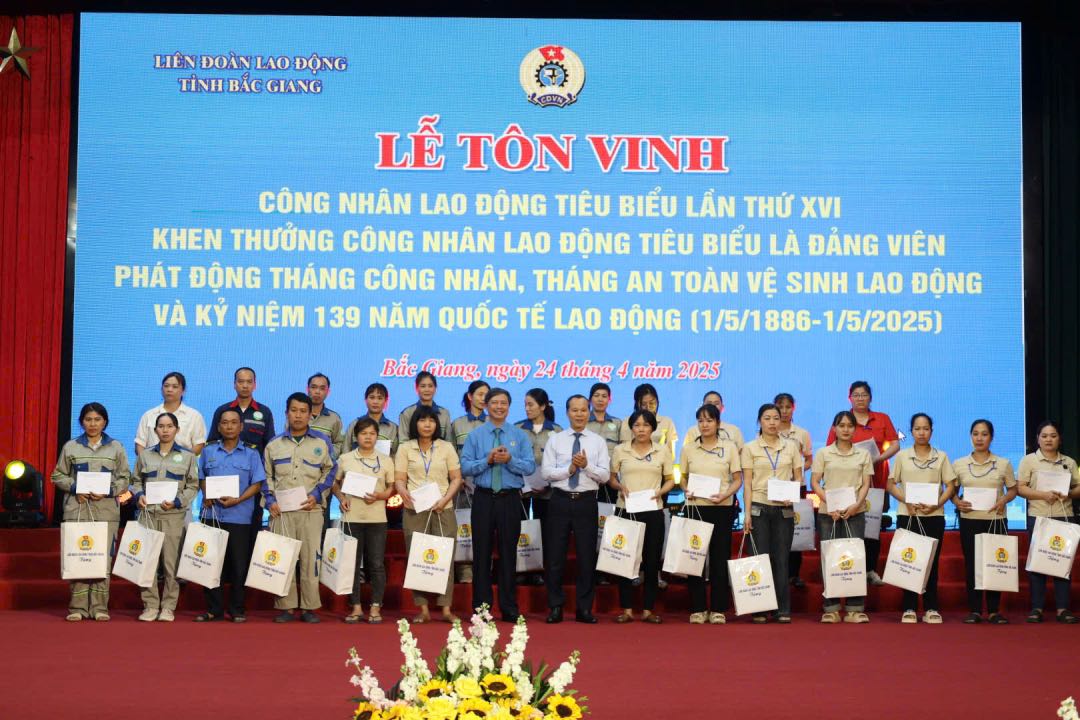 LIÊN ĐOÀN LAO ĐỘNG
TỈNH BẮC GIANG
CĐVN
LỄ TÔN VINH
CÔNG NHÂN LAO ĐỘNG TIÊU BIỂU LẦN THỨ XVI
KHEN THƯỞNG CÔNG NHÂN LAO ĐỘNG TIÊU BIỂU LÀ ĐẢNG VIÊN
PHÁT ĐỘNG THÁNG CÔNG NHÂN, THÁNG AN TOÀN VỆ SINH LAO ĐỘNG
VÀ KỶ NIỆM 139 NĂM QUỐC TẾ LAO ĐỘNG (1/5/1886-1/5/2025)
Bắc Giang, ngày 24 tháng 4 năm 2025